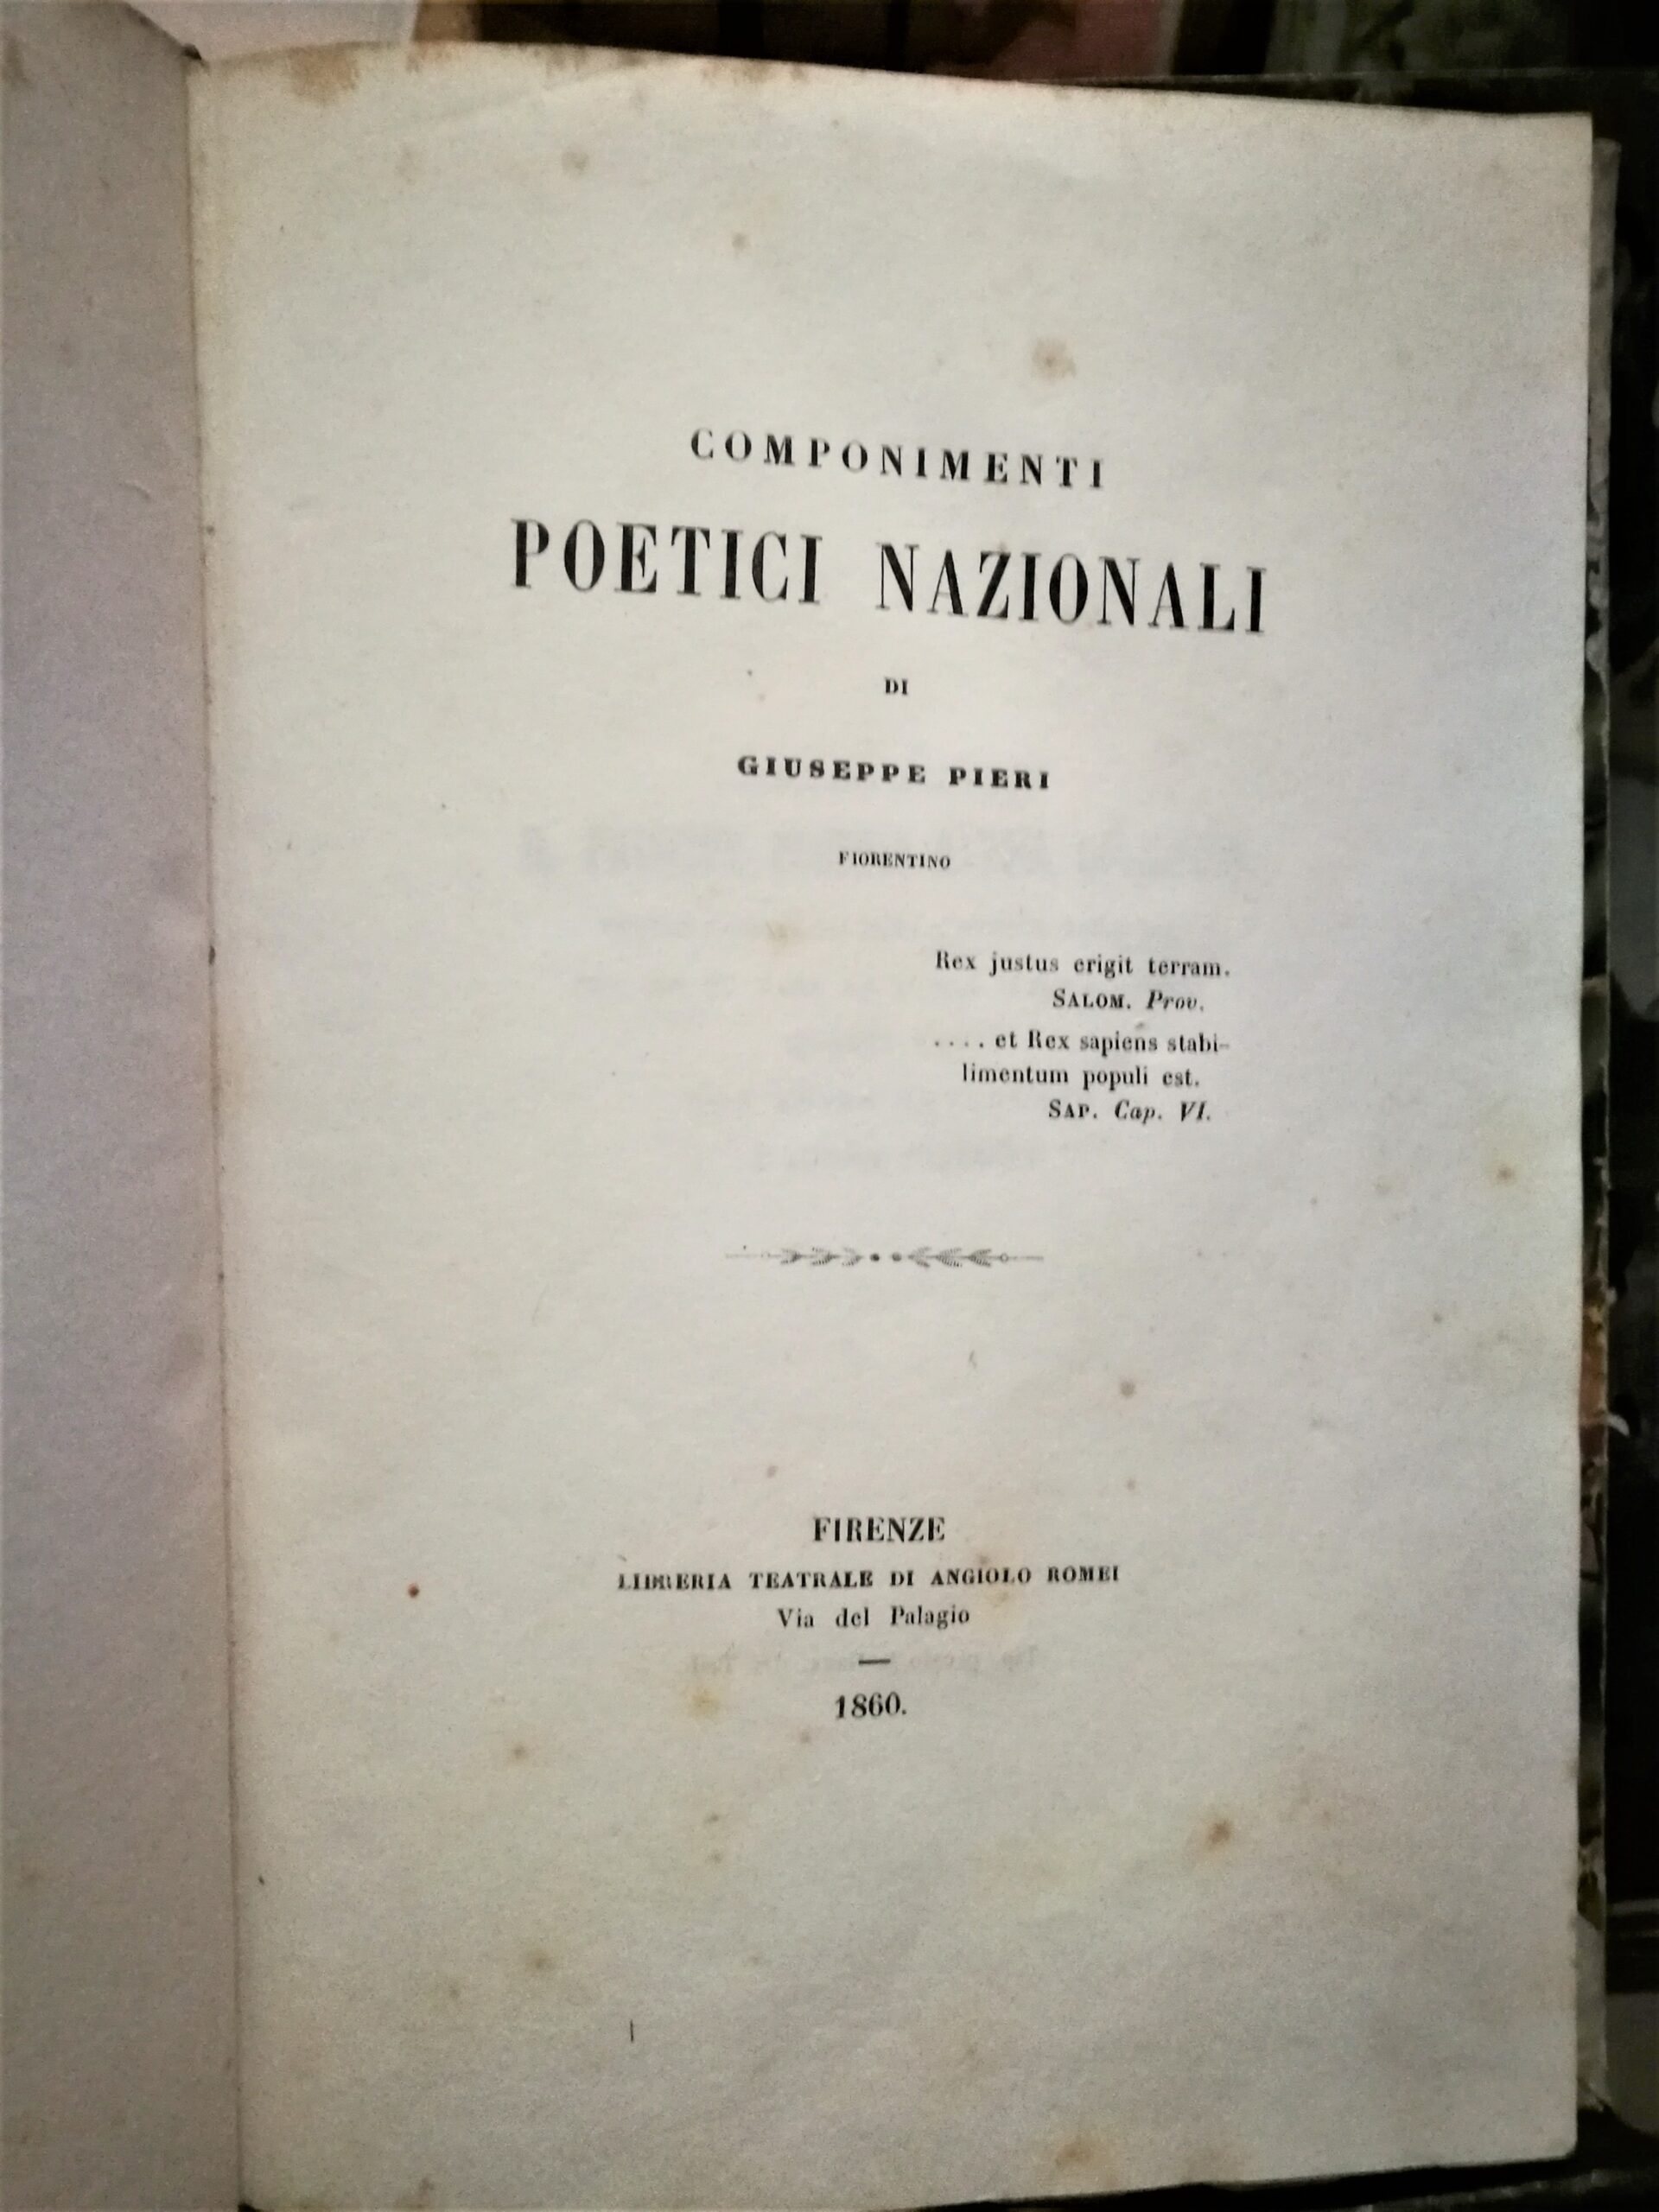 COMPONIMENTI
POETICI NAZIONALI
DI
GIUSEPPE PIERI
FIORENTINO
Rex justus erigit terram.
SALOM. Prov.
.... et Rex sapiens stabi-
limentum populi est.
SAP. Cap. VI.
FIRENZE
LIBRERIA TEATRALE DI ANGIOLO ROMEI
Via del Palagio
1860.